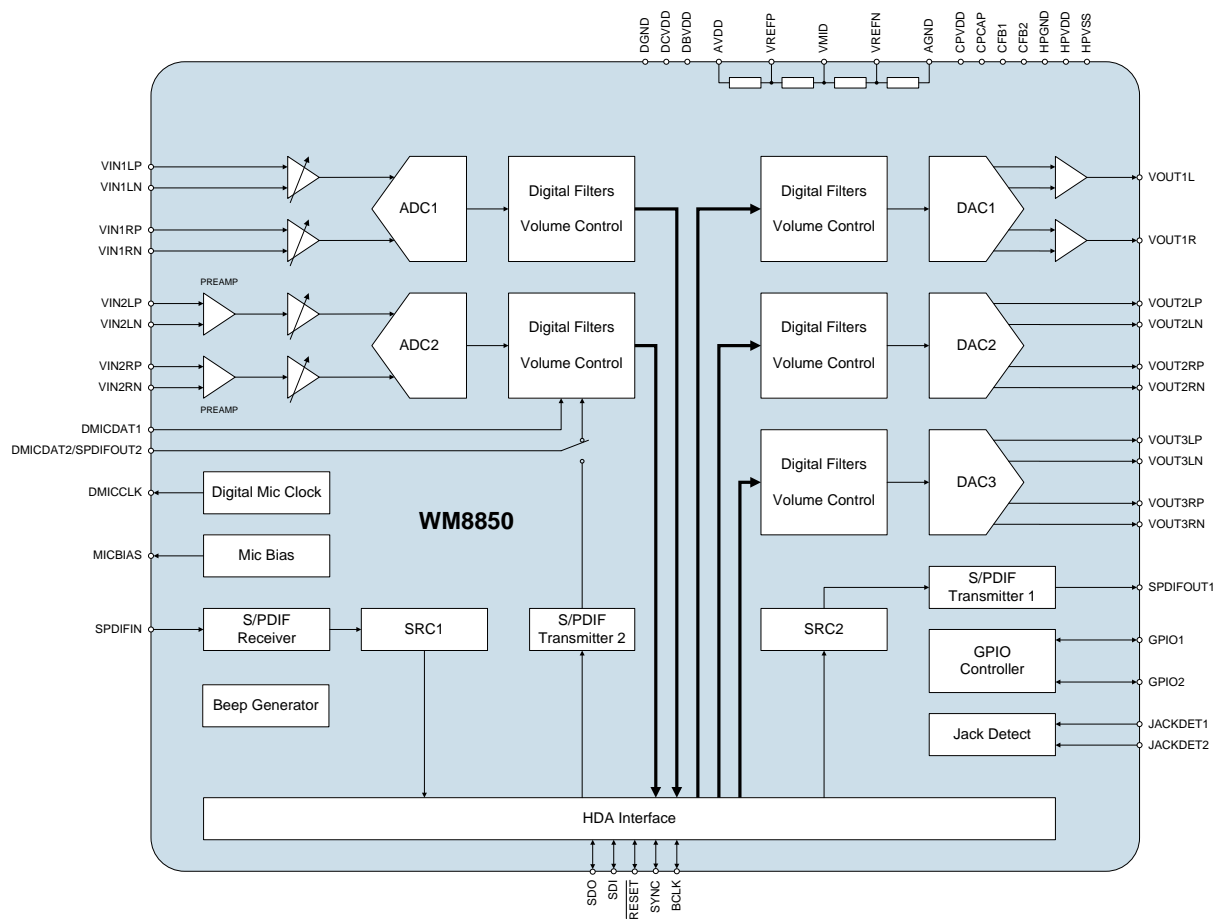 DGND
DCVDD
DBVDD
AVDD
VREFP
VMID
VREFN
AGND
CPVDD
CPCAP
CFB1
CFB2
HPGND
HPVDD
HPVSS
VIN1LP
VIN1LN
VIN1RP
VIN1RN
ADC1
Digital Filters
Volume Control
Digital Filters
Volume Control
DAC1
VOUT1L
VOUT1R
PREAMP
VIN2LP
VIN2LN
VIN2RP
VIN2RN
PREAMP
ADC2
Digital Filters
Volume Control
Digital Filters
Volume Control
DAC2
VOUT2LP
VOUT2LN
VOUT2RP
VOUT2RN
DMICDAT1
DMICDAT2/SPDIFOUT2
Digital Filters
Volume Control
DAC3
VOUT3LP
VOUT3LN
VOUT3RP
VOUT3RN
DMICCLK
Digital Mic Clock
WM8850
MICBIAS
Mic Bias
S/PDIF
Transmitter 1
SPDIFOUT1
SPDIFIN
S/PDIF
Receiver
SRC1
S/PDIF
Transmitter 2
SRC2
GPIO
Controller
GPIO1
GPIO2
Beep Generator
Jack Detect
JACKDET1
JACKDET2
HDA Interface
SDO
SDI
RESET
SYNC
BCLK